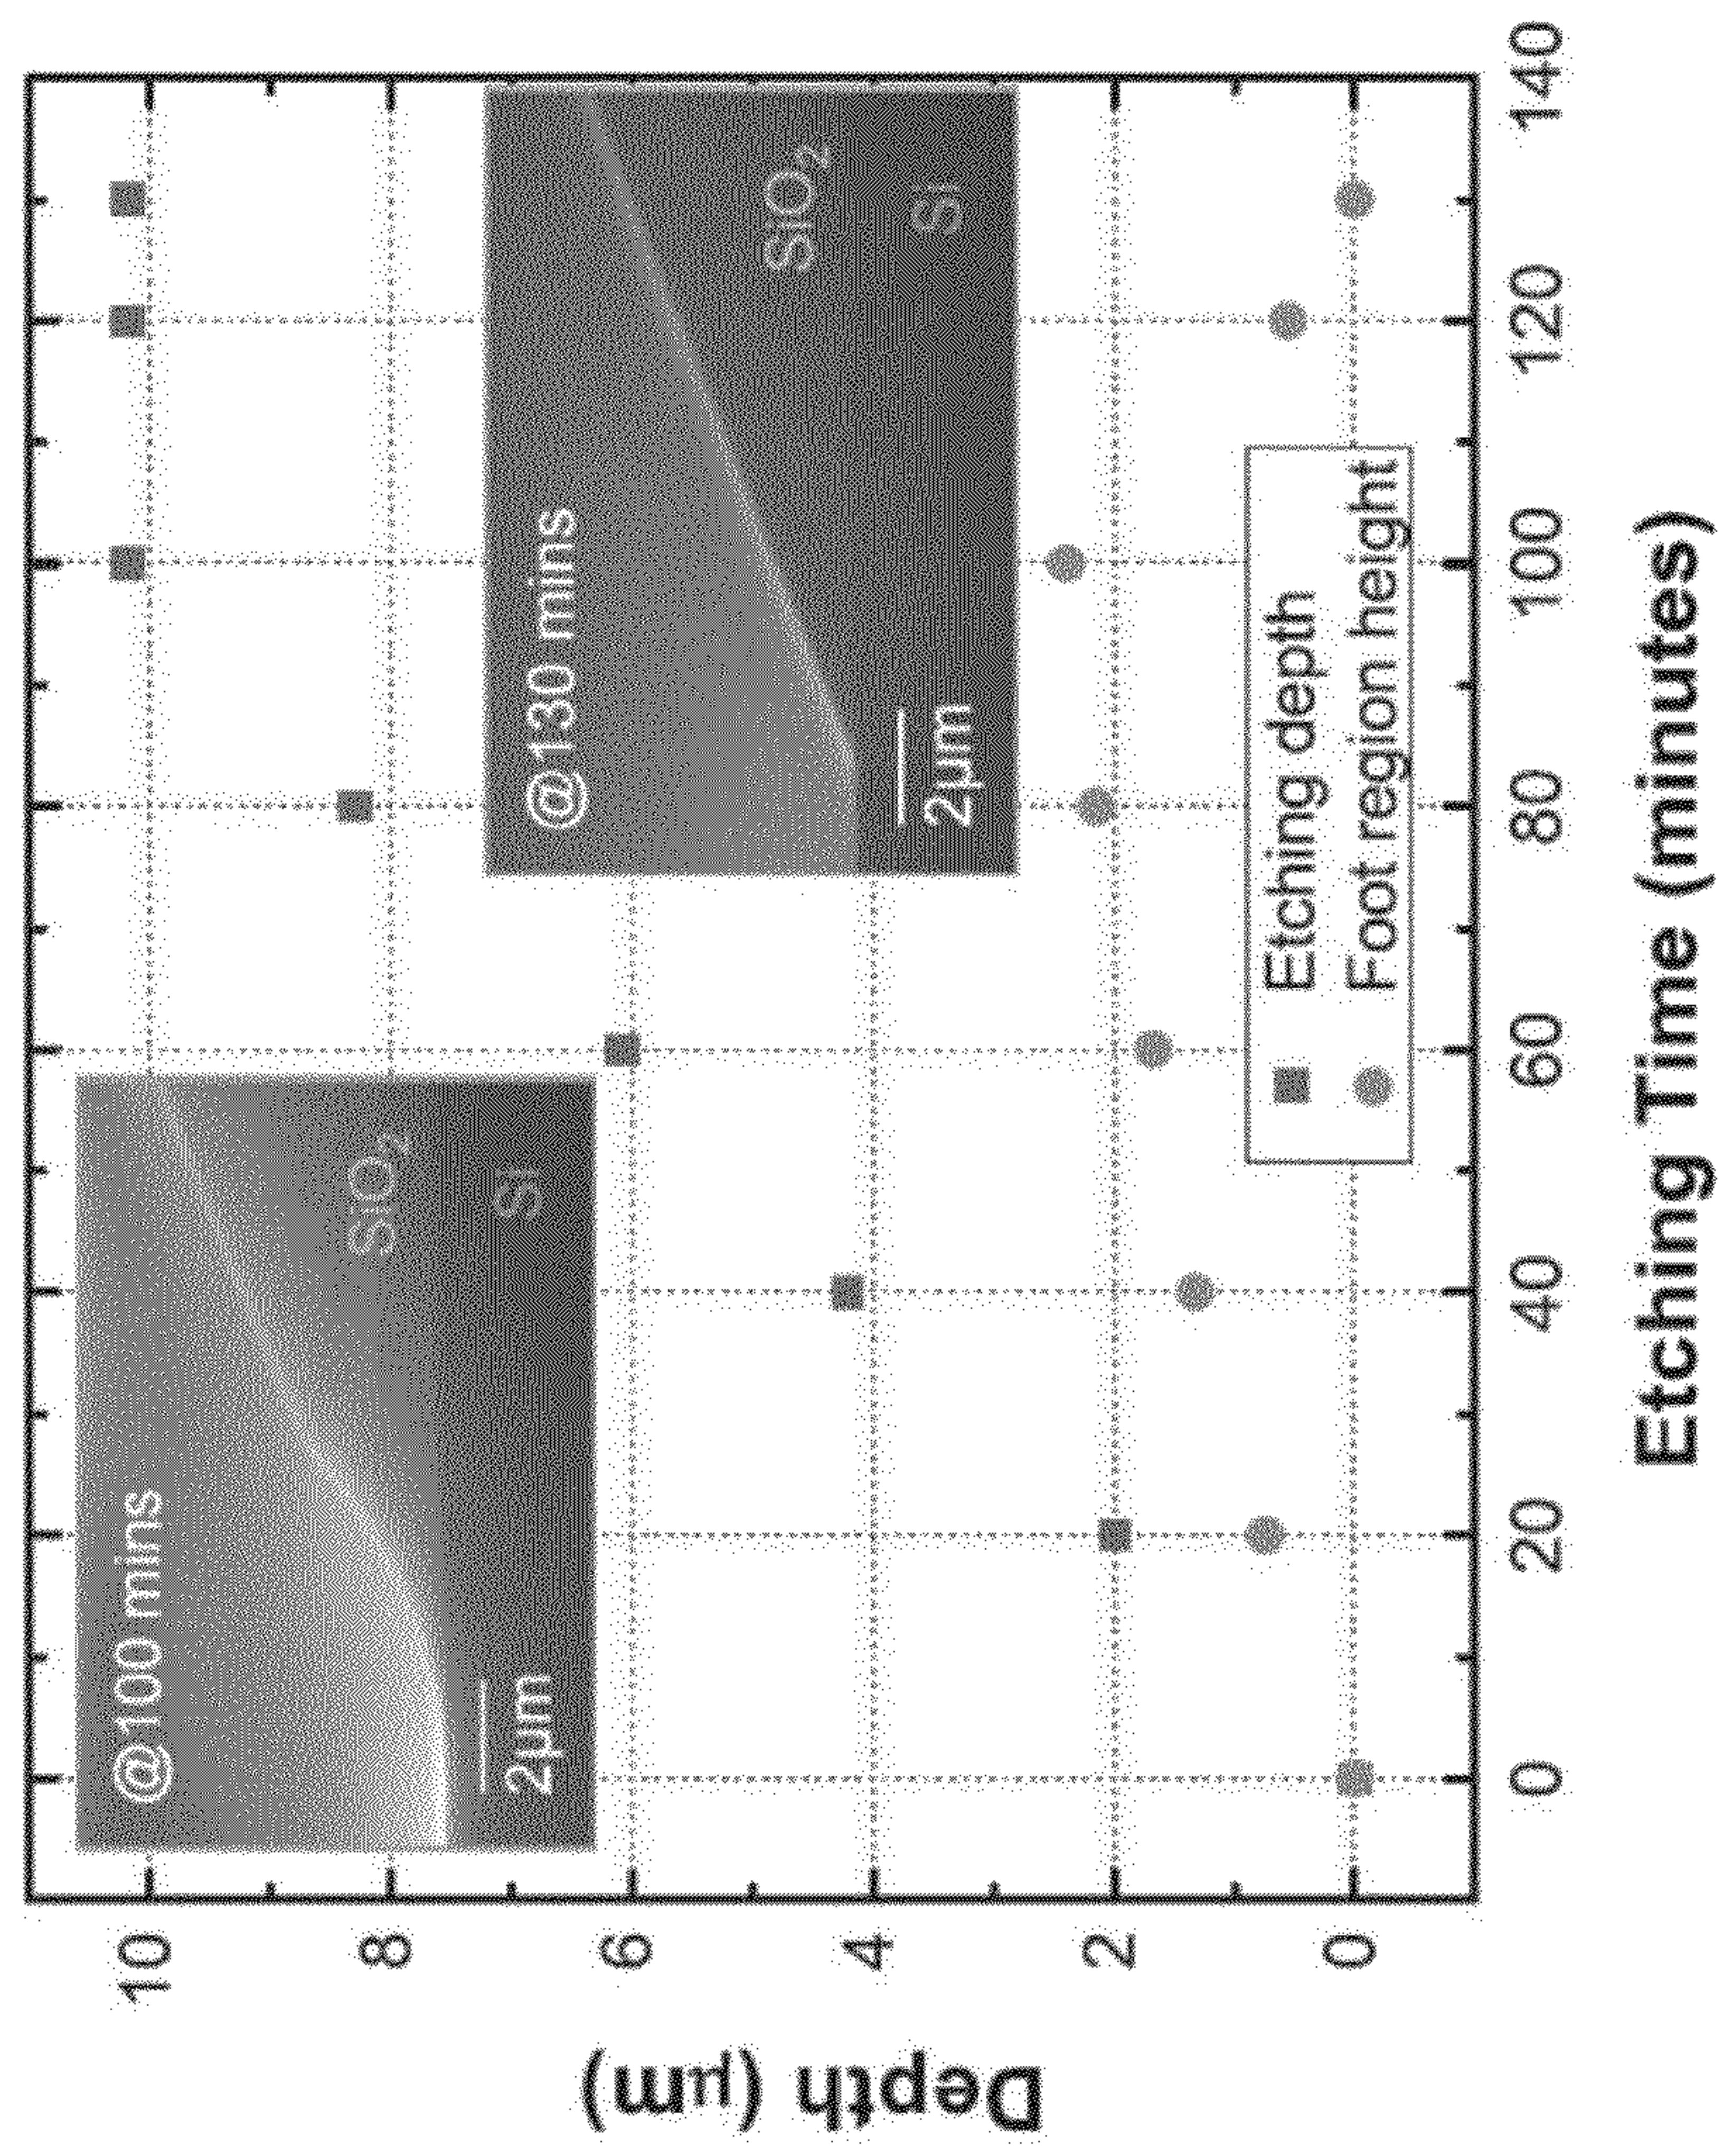 Depth (μm)
10
8
6
4
2
0
@100 mins
SiO2
Si
2μm
@130 mins
SiO2
Si
2μm
Etching depth
Foot region height
0
20
40
60
80
100
120
140
Etching Time (minutes)